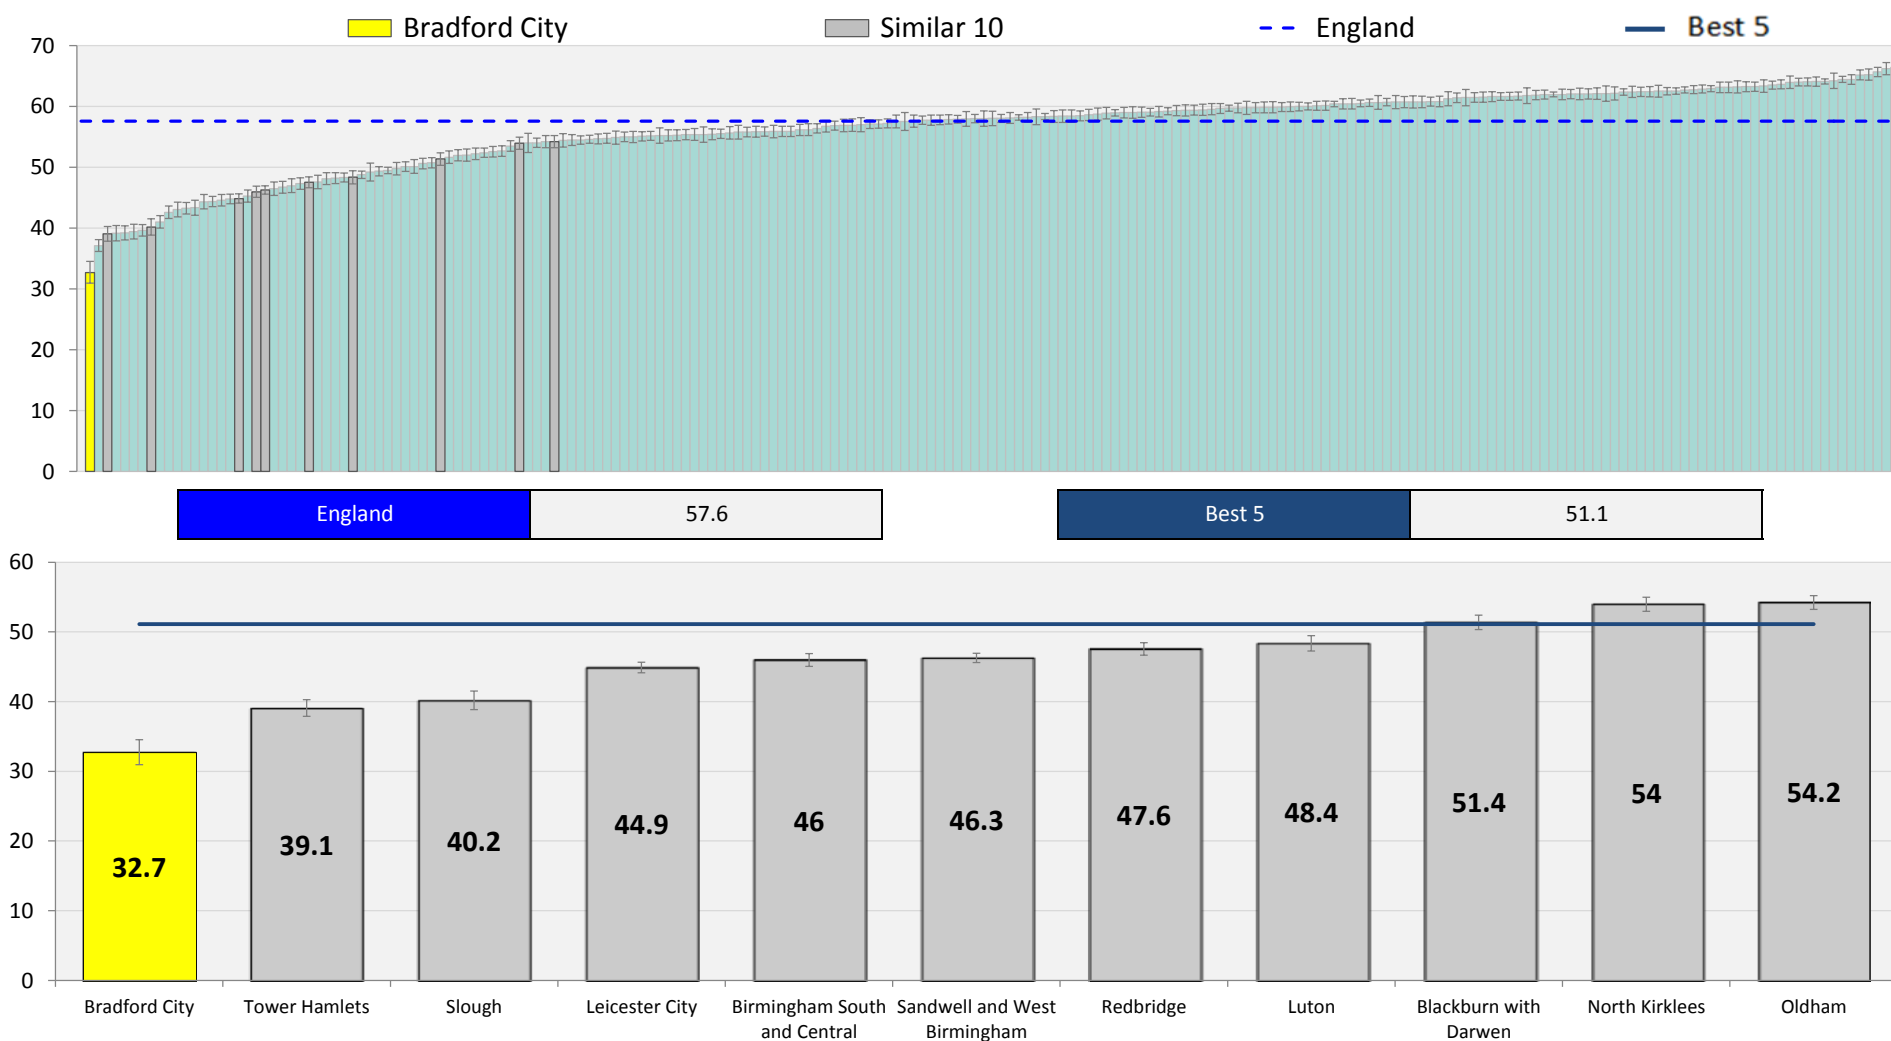 Bradford City
Similar 10
England
Best 5
70
60
50
40
30
20
10
0
England 57.6
Best 5 51.1
60
50
40
30
20
10
0
32.7
39.1
40.2
44.9
46
46.3
47.6
48.4
51.4
54
54.2
Bradford City
Tower Hamlets
Slough
Leicester City
Birmingham South
and Central
Sandwell and West
Birmingham
Redbridge
Luton
Blackburn with
Darwen
North Kirklees
Oldham